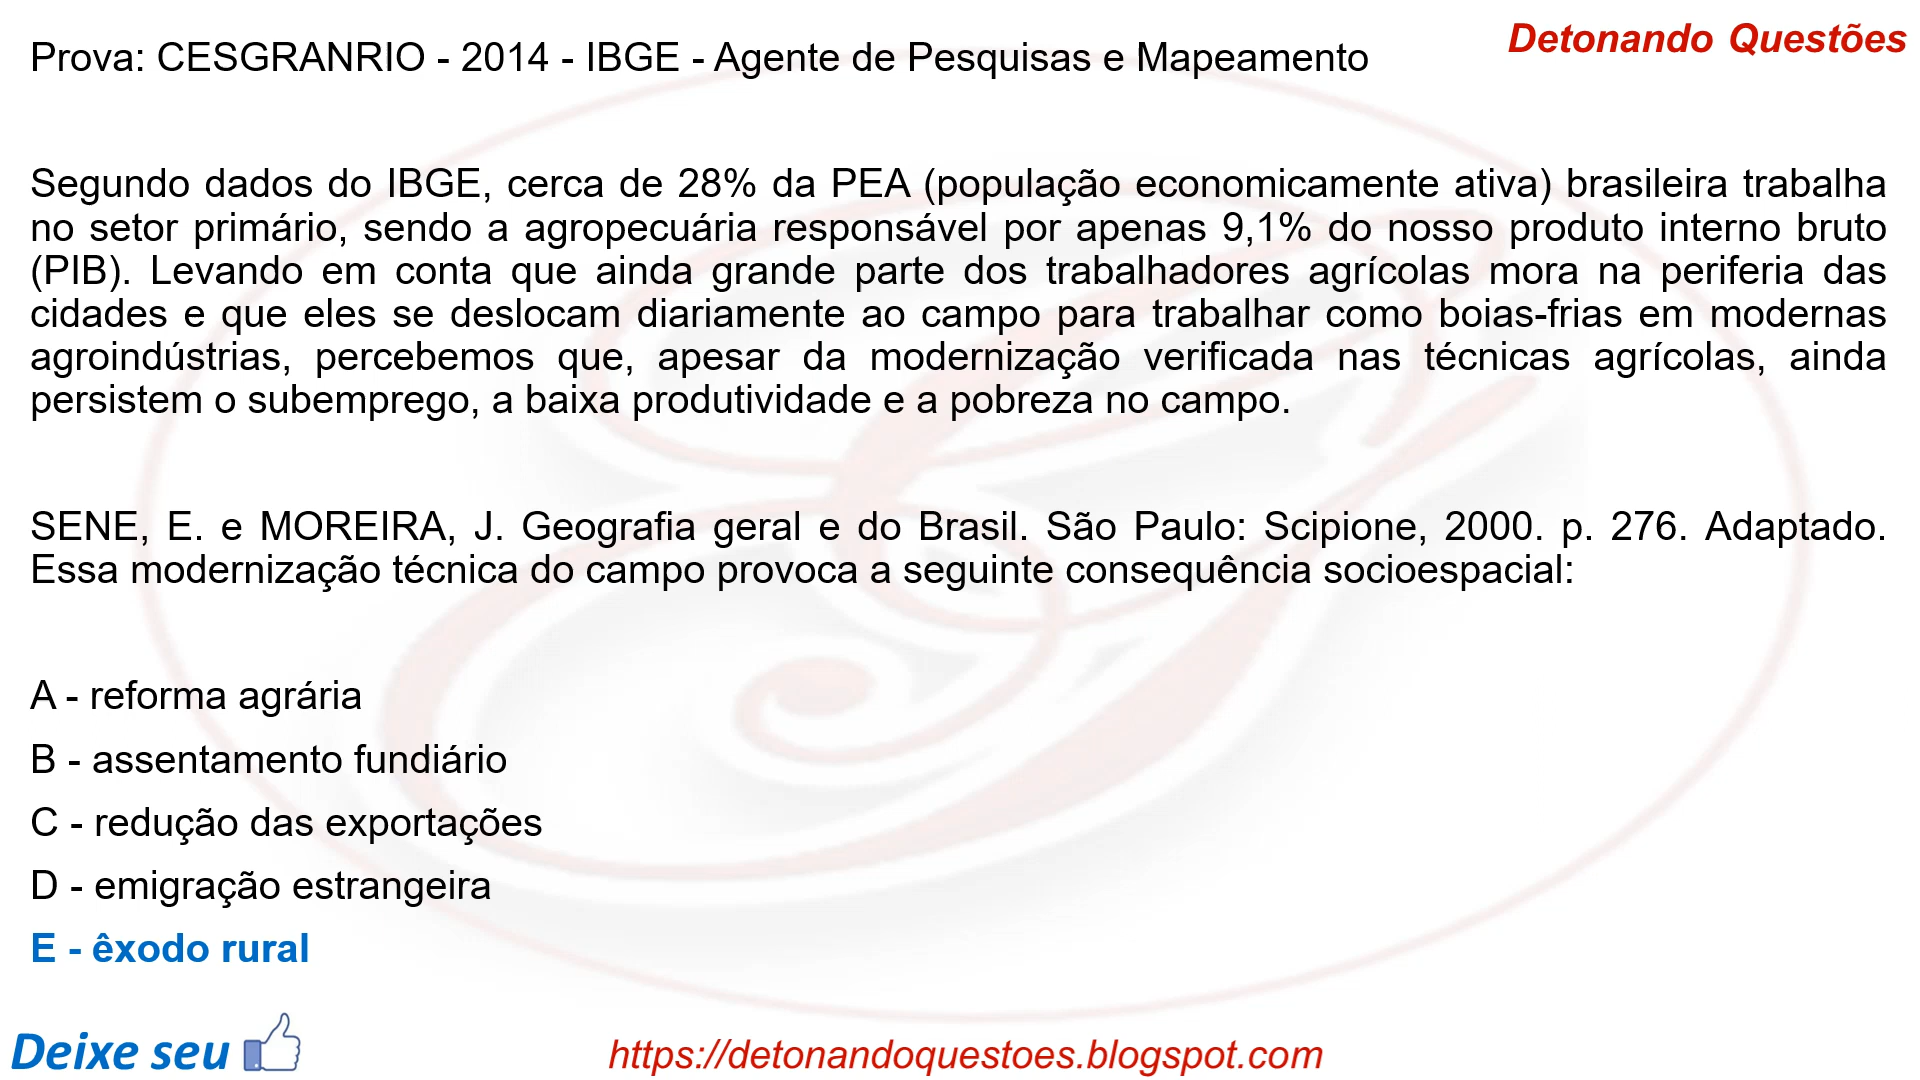 Prova: CESGRANRIO - 2014 - IBGE - Agente de Pesquisas e Mapeamento
Detonando Questões
Segundo dados do IBGE, cerca de 28% da PEA (população economicamente ativa) brasileira trabalha
no setor primário, sendo a agropecuária responsável por apenas 9,1% do nosso produto interno bruto
(PIB). Levando em conta que ainda grande parte dos trabalhadores agrícolas mora na periferia das
cidades e que eles se deslocam diariamente ao campo para trabalhar como boias-frias em modernas
agroindústrias, percebemos que, apesar da modernização verificada nas técnicas agrícolas, ainda
persistem o subemprego, a baixa produtividade e a pobreza no campo.
SENE, E. e MOREIRA, J. Geografia geral e do Brasil. São Paulo: Scipione, 2000. p. 276. Adaptado.
Essa modernização técnica do campo provoca a seguinte consequência socioespacial:
A - reforma agrária
B - assentamento fundiário
C - redução das exportações
D - emigração estrangeira
E - êxodo rural
Deixe seu
https://detonandoquestoes.blogspot.com